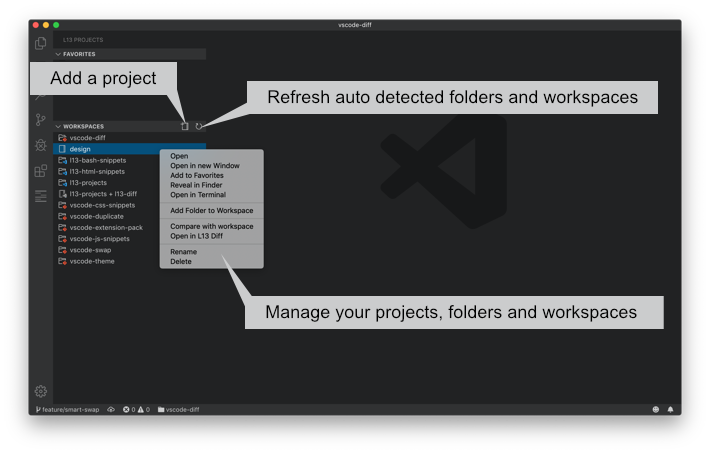 vscode-diff
L13 PROJECTS
FAVORITES
Add a project
Refresh auto detected folders and workspaces
WORKSPACES
vscode-diff
design
l13-bash-snippets
l13-html-snippets
l13-projects
l13-projects + l13-diff
vscode-css-snippets
vscode-duplicate
vscode-extension-pack
vscode-js-snippets
vscode-swap
vscode-theme
Open
Open in new Window
Add to Favorites
Reveal in Finder
Open in Terminal
Add Folder to Workspace
Compare with workspace
Open in L13 Diff
Rename
Delete
Manage your projects, folders and workspaces
feature/smart-swap 0 0 vscode-diff